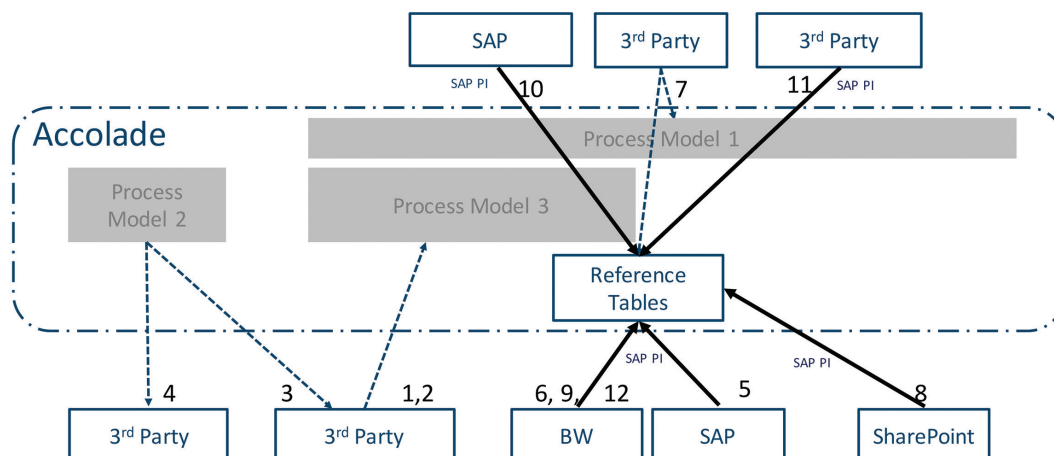 SAP
3rd Party
3rd Party
SAP PI
10
7
11
SAP PI
Accolade
Process Model 1
Process
Model 2
Process Model 3
Reference
Tables
SAP PI
SAP PI
4
3
1,2
6, 9,
12
5
8
3rd Party
3rd Party
BW
SAP
SharePoint